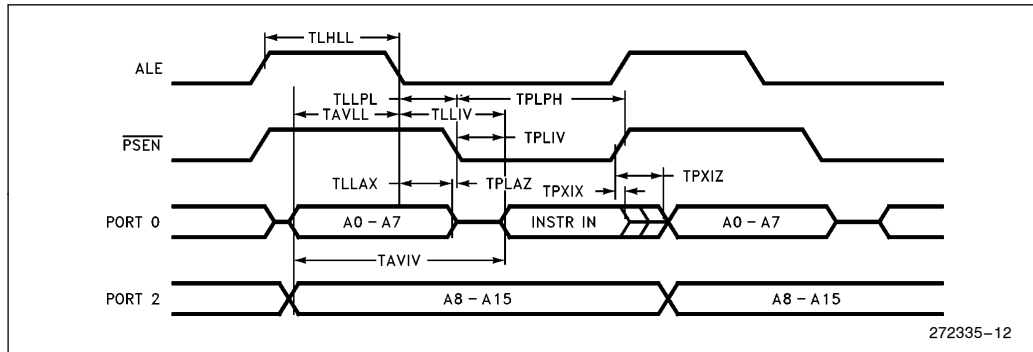 TLHLL
ALE
TLLPL TPLPH
TAVLL TLLIV
PSEN TPLIV
TLLAX TPLAZ TPXIX TPXIZ
PORT 0 A0-A7 INSTR IN A0-A7
TAVIV
PORT 2 A8-A15 A8-A15
272335-12